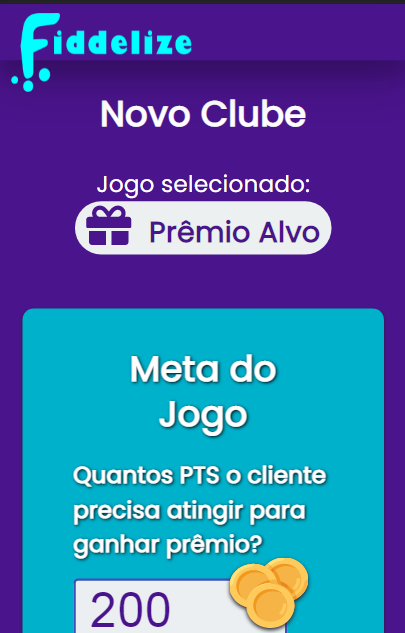 Fiddelize
Novo Clube
Jogo selecionado:
Prêmio Alvo
Meta do
Jogo
Quantos PTS o cliente
precisa atingir para
ganhar prêmio?
200